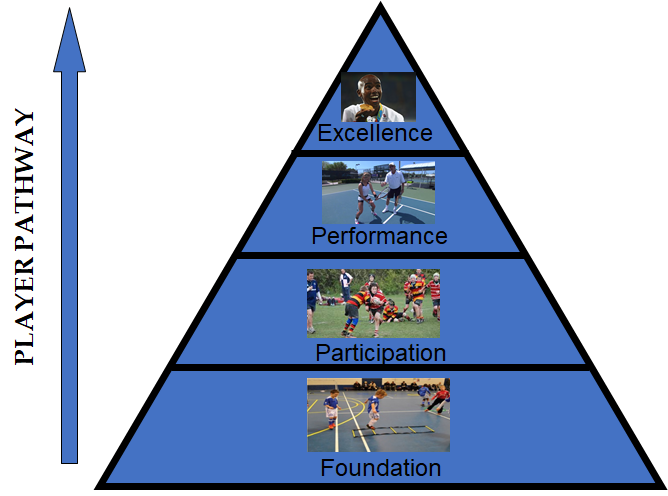 PLAYER PATHWAY
Excellence
Performance
Participation
Foundation